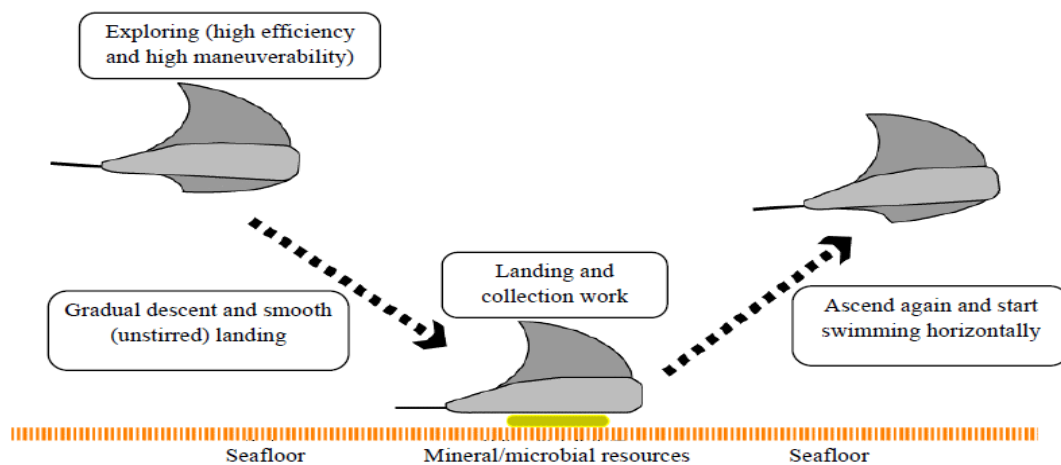 Exploring (high efficiency
and high maneuverability)
Gradual descent and smooth
(unstirred) landing
Landing and
collection work
Ascend again and start
swimming horizontally
Seafloor
Mineral/microbial resources
Seafloor